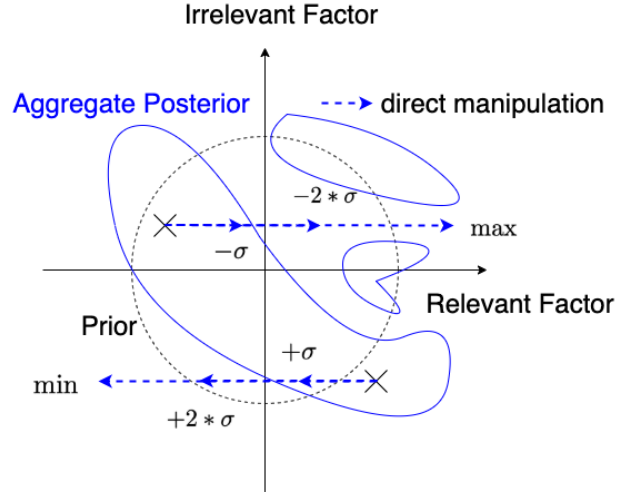 Irrelevant Factor
Aggregate Posterior
direct manipulation
−2 ∗ σ
max
−σ
Relevant Factor
Prior
+σ
min
+2 ∗ σ